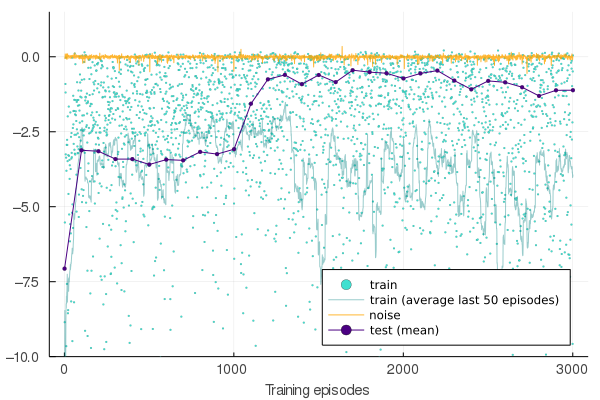 0.0
−2.5
−5.0
−7.5
−10.0
train
train (average last 50 episodes)
noise
test (mean)
0
1000
2000
3000
Training episodes